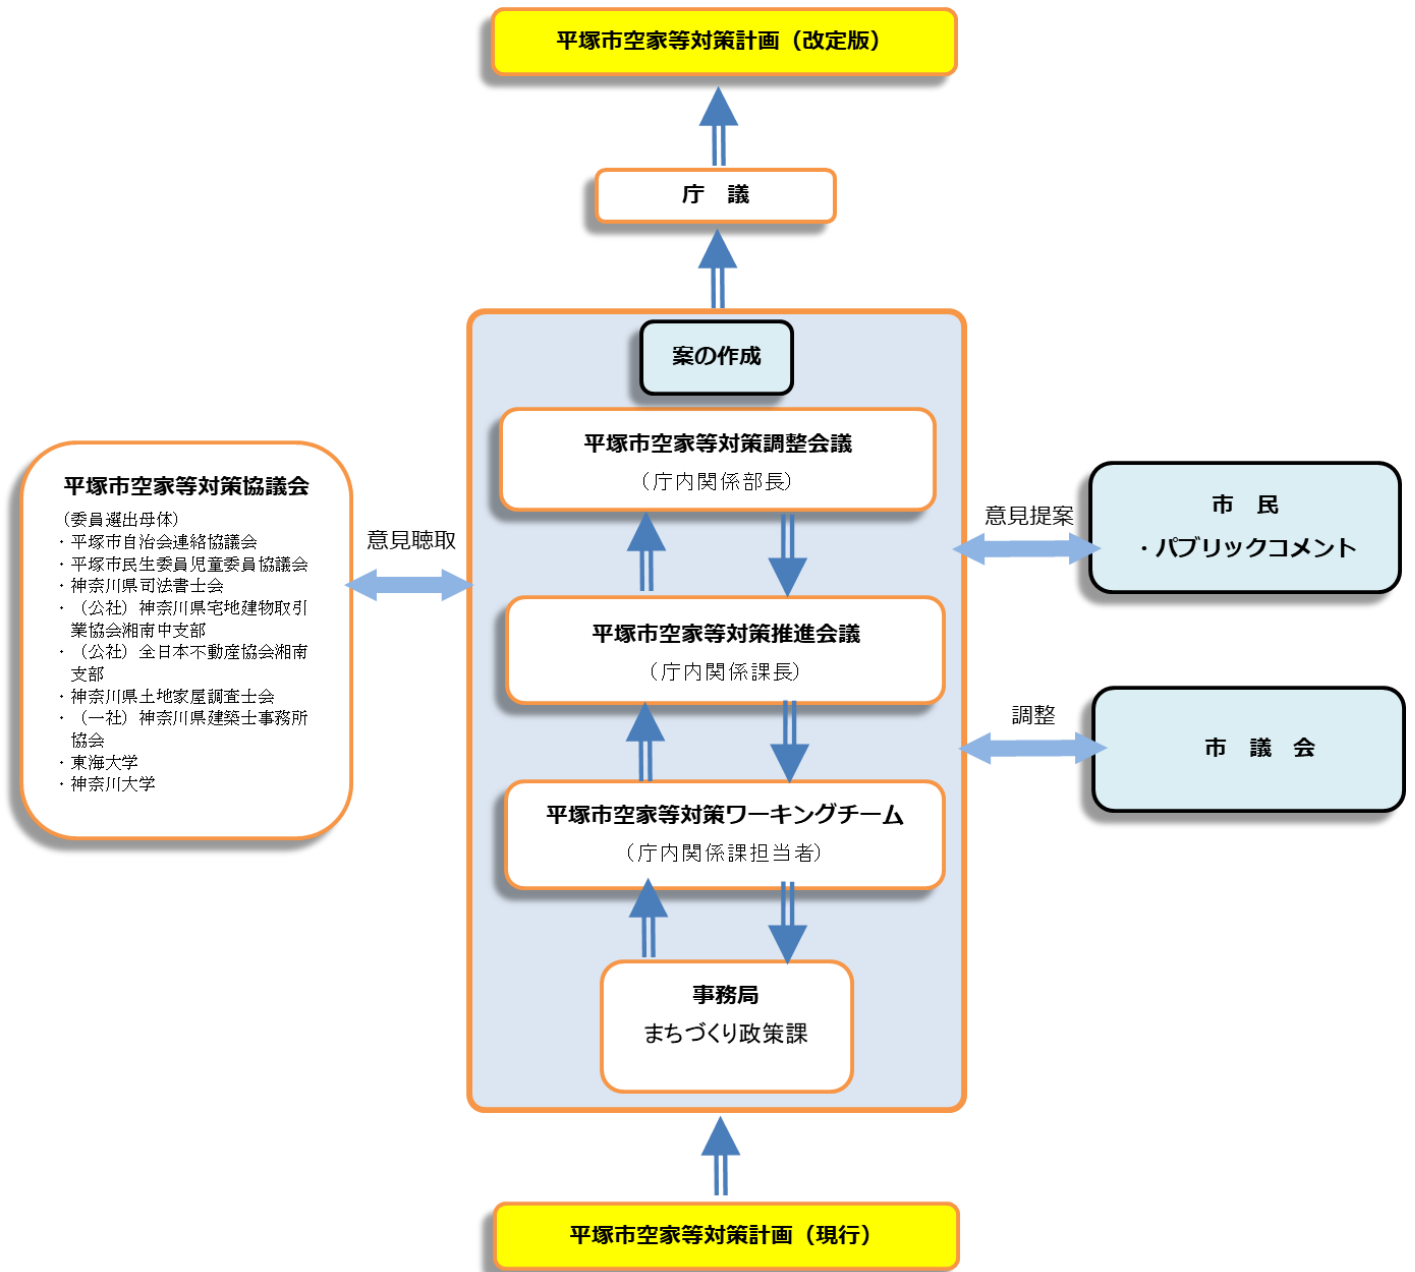 平塚市空家等対策計画（改定版）
庁　議
案の作成
平塚市空家等対策調整会議
（庁内関係部長）
平塚市空家等対策協議会
（委員選出母体）
・平塚市自治会連絡協議会
・平塚市民生委員児童委員協議会
・神奈川県司法書士会
・（公社）神奈川県宅地建物取引
業協会湘南中支部
・（公社）全日本不動産協会湘南
支部
・神奈川県土地家屋調査士会
・（一社）神奈川県建築士事務所
協会
・東海大学
・神奈川大学
意見聴取
意見提案
市　民
・パブリックコメント
平塚市空家等対策推進会議
（庁内関係課長）
調整
市　議　会
平塚市空家等対策ワーキングチーム
（庁内関係課担当者）
事務局
まちづくり政策課
平塚市空家等対策計画（現行）